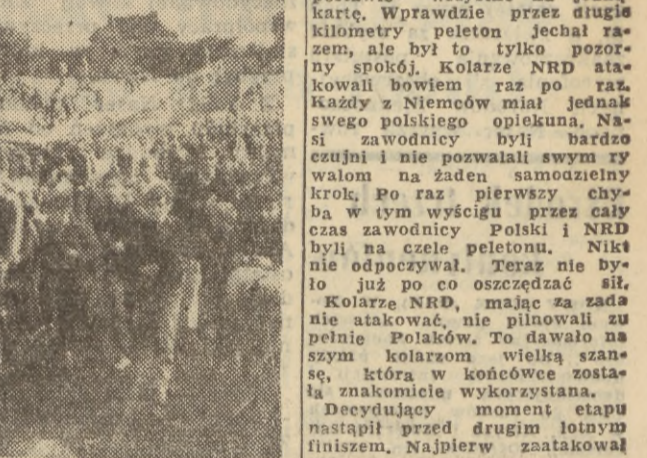 kartę. Wprawdzie przez długie
kilometry peleton jechał ra-
zem, ale był to tylko pozor-
ny spokój. Kolarze NRD ata-
kowali bowiem raz po raz.
Każdy z Niemców miał jednak
swego polskiego opiekuna. Na-
si zawodnicy byli bardzo
czujni i nie pozwalali swym ry
walom na żaden samodzielny
krok. Po raz pierwszy chy-
ba w tym wyścigu przez cały
czas zawodnicy Polski i NRD
byli na czele peletonu. Nikt
nie odpoczywał. Teraz nie by-
ło już po co oszczędzać sił.
Kolarze NRD, mając za zada
nie atakować, nie pilnowali zu
pełnie Polaków. To dawało na
szym kolarzom wielką szan-
sę, która w końcówce zosta-
ła znakomicie wykorzystana.
Decydujący moment etapu
nastąpił przed drugim lotnym
finiszem. Najpierw zaatakował